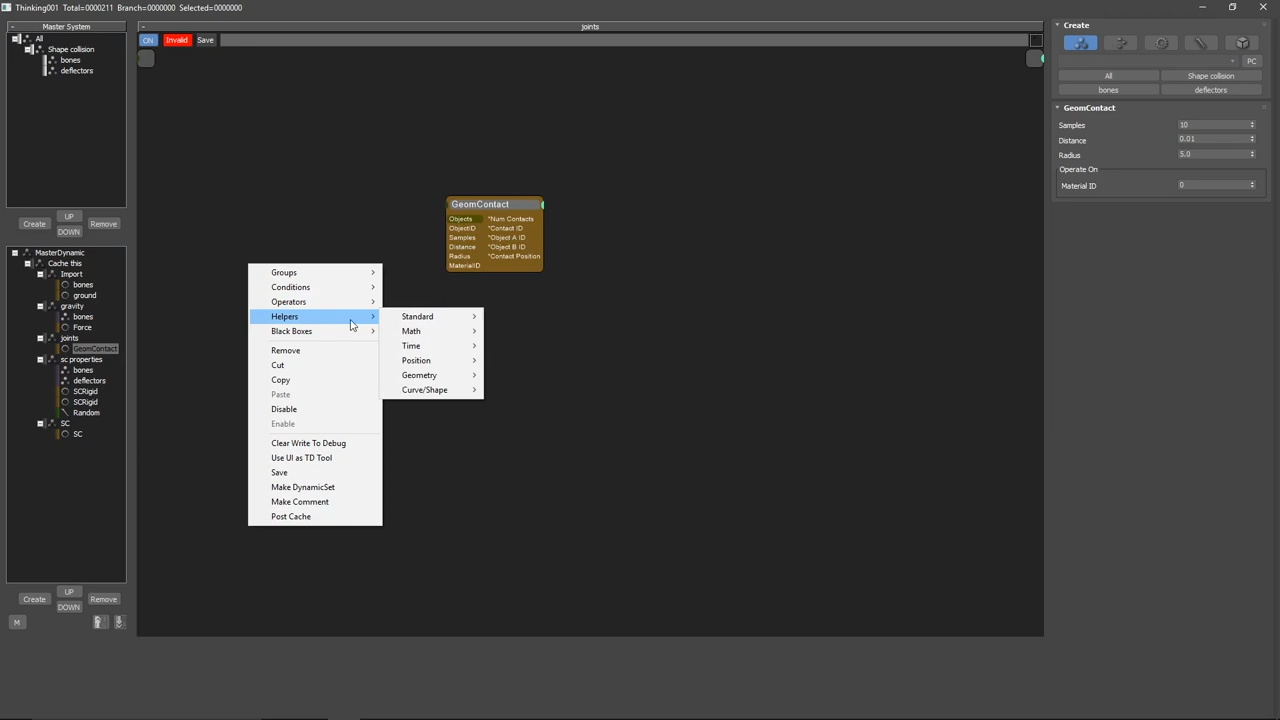 Thinking001 Total=0000211 Branch=0000000 Selected=0000000
Master System
All
Shape collision
bones
deflectors
Create
UP
DOWN
Remove
MasterDynamic
Cache this
Import
bones
ground
gravity
bones
Force
joints
GeomContact
sc properties
bones
deflectors
SCRigid
SCRigid
Random
SC
SC
Create
UP
DOWN
Remove
M
joints
ON Invalid Save
GeomContact
Objects *Num Contacts
ObjectID *Contact ID
Samples *Object A ID
Distance *Object B ID
Radius *Contact Position
MaterialID
Groups
Conditions
Operators
Helpers
Black Boxes
Remove
Cut
Copy
Paste
Disable
Enable
Clear Write To Debug
Use UI as TD Tool
Save
Make DynamicSet
Make Comment
Post Cache
Standard
Math
Time
Position
Geometry
Curve/Shape
Create
PC
All Shape collision
bones deflectors
GeomContact
Samples 10
Distance 0.01
Radius 5.0
Operate On
Material ID 0